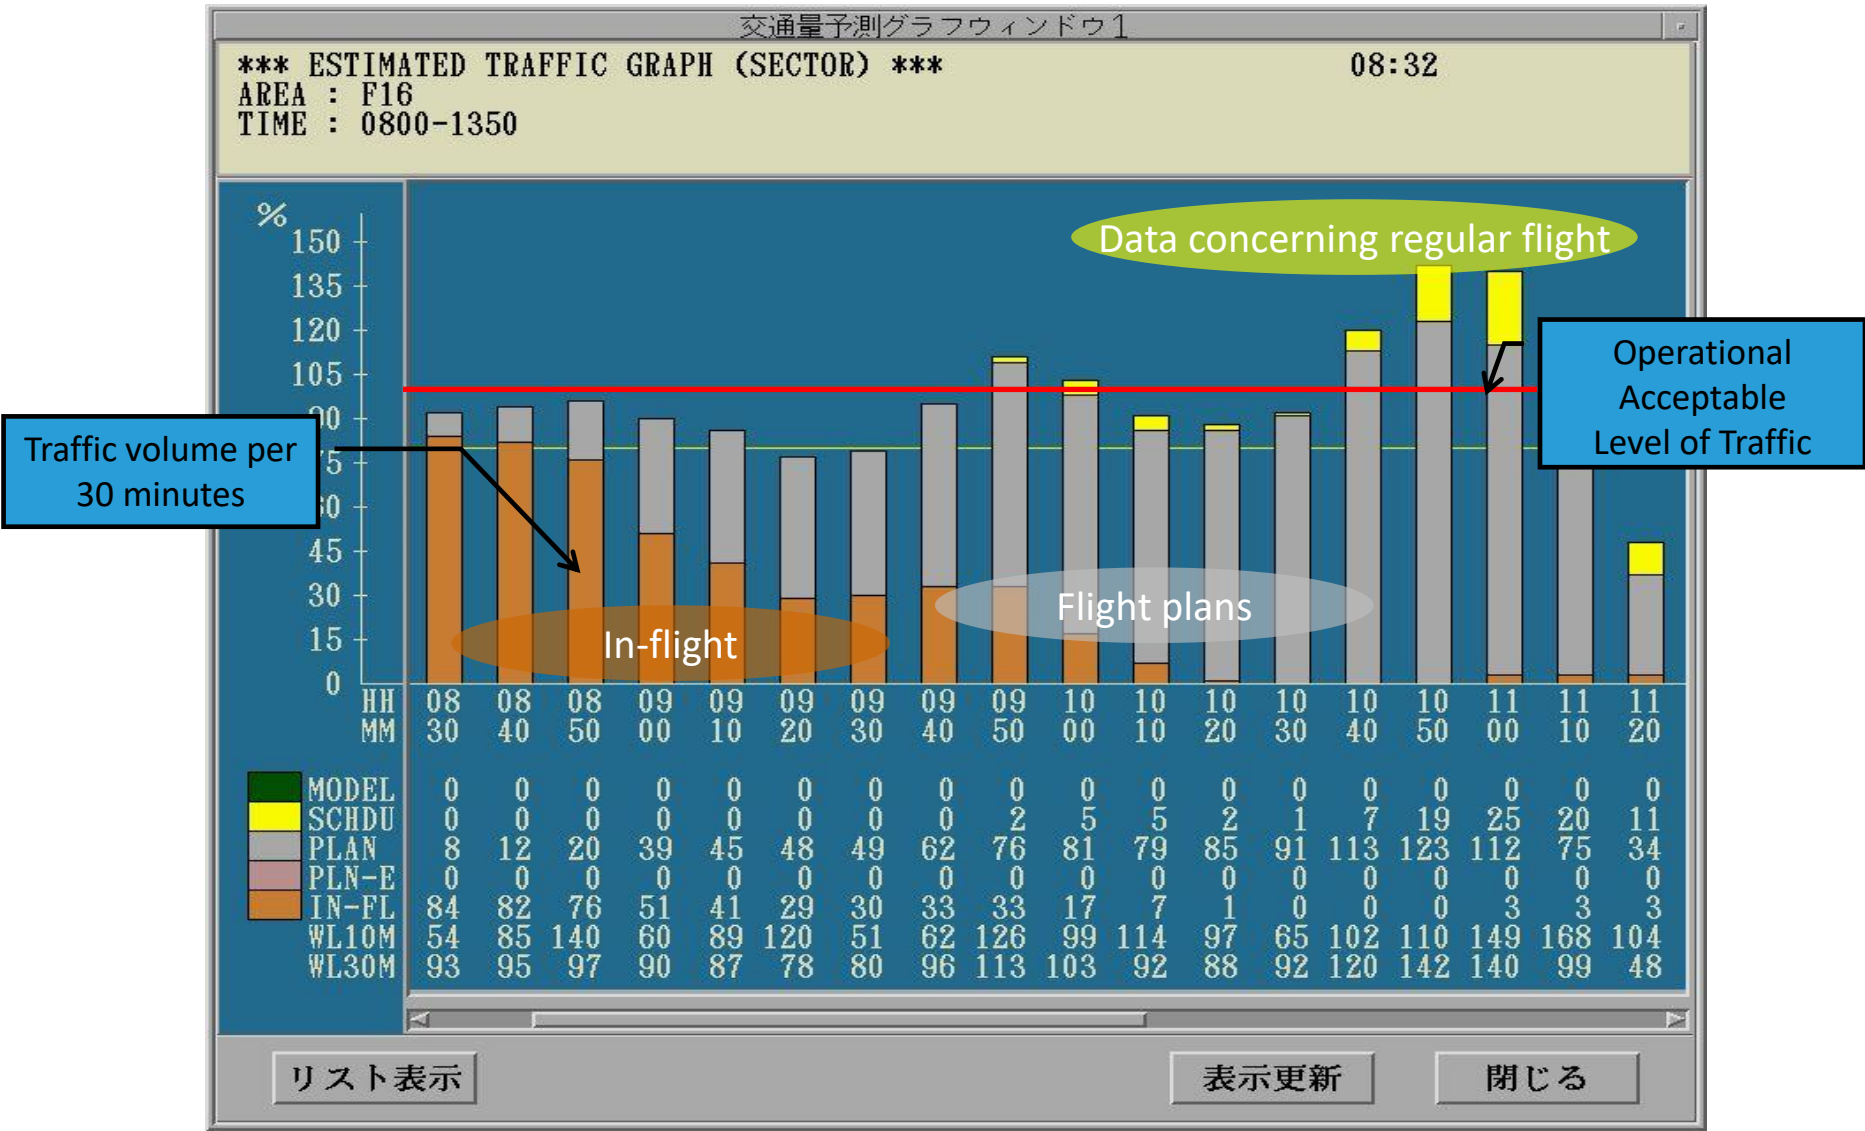 交通量予測グラフウィンドウ1
*** ESTIMATED TRAFFIC GRAPH (SECTOR) *** 08:32
AREA : F16
TIME : 0800-1350
%
150
135
120
105
90
75
60
45
30
15
0
Data concerning regular flight
Operational
Acceptable
Level of Traffic
Traffic volume per
30 minutes
Flight plans
In-flight
HH 08 08 08 09 09 09 09 09 09 10 10 10 10 10 10 11 11 11
MM 30 40 50 00 10 20 30 40 50 00 10 20 30 40 50 00 10 20
MODEL 0 0 0 0 0 0 0 0 0 0 0 0 0 0 0 0 0 0
SCHDU 0 0 0 0 0 0 0 0 2 5 5 2 1 7 19 25 20 11
PLAN 8 12 20 39 45 48 49 62 76 81 79 85 91 113 123 112 75 34
PLN-E 0 0 0 0 0 0 0 0 0 0 0 0 0 0 0 0 0 0
IN-FL 84 82 76 51 41 29 30 33 33 17 7 1 0 0 0 3 3 3
WL10M 54 85 140 60 89 120 51 62 126 99 114 97 65 102 110 149 168 104
WL30M 93 95 97 90 87 78 80 96 113 103 92 88 92 120 142 140 99 48
リスト表示 表示更新 閉じる